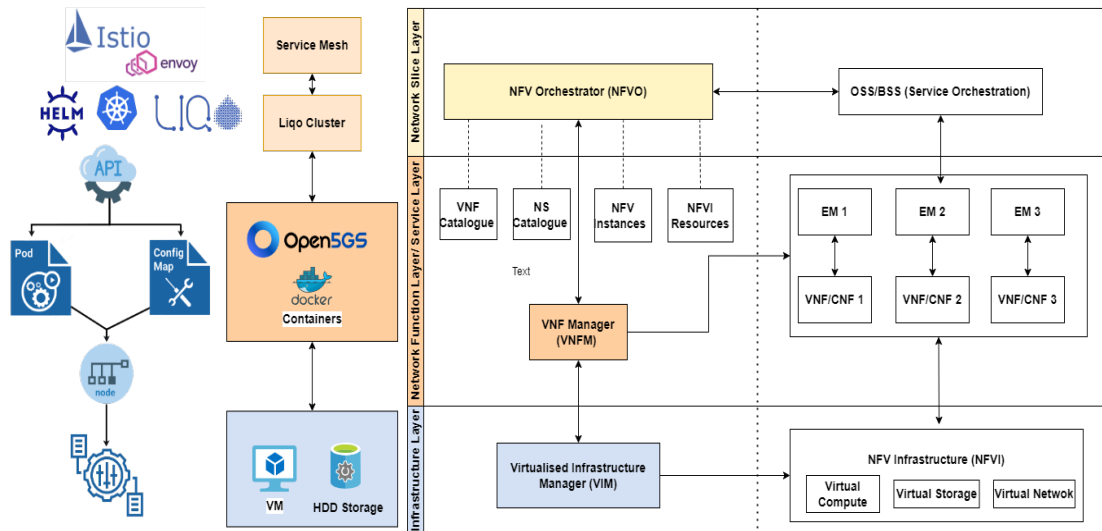 Istio
envoy
HELM
LIQO
API
Pod
Config
Map
node
Service Mesh
Liqo Cluster
Open5GS
docker
Containers
VM
HDD Storage
Network Slice Layer
Network Function Layer/ Service Layer
Infrastructure Layer
NFV Orchestrator (NFVO)
OSS/BSS (Service Orchestration)
VNF
Catalogue
NS
Catalogue
NFV
Instances
NFVI
Resources
Text
VNF Manager
(VNFM)
EM 1
EM 2
EM 3
VNF/CNF 1
VNF/CNF 2
VNF/CNF 3
Virtualised Infrastructure
Manager (VIM)
NFV Infrastructure (NFVI)
Virtual
Compute
Virtual Storage
Virtual Network